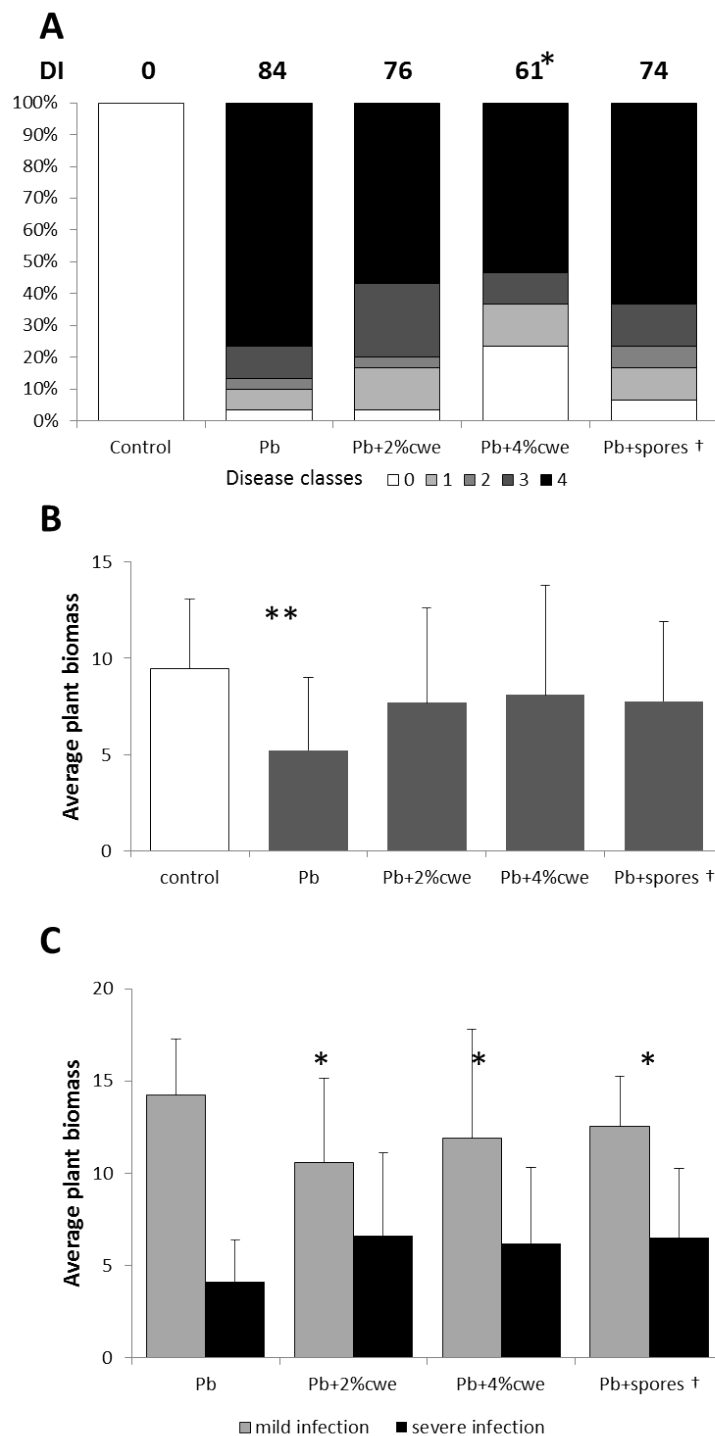 A
DI 0 84 76 61* 74
100%
90%
80%
70%
60%
50%
40%
30%
20%
10%
0%
Control Pb Pb+2%cwe Pb+4%cwe Pb+spores †
Disease classes 0 1 2 3 4
B
Average plant biomass
15
10
5
0
**
control Pb Pb+2%cwe Pb+4%cwe Pb+spores †
C
Average plant biomass
20
15
10
5
0
* * *
Pb Pb+2%cwe Pb+4%cwe Pb+spores †
mild infection severe infection